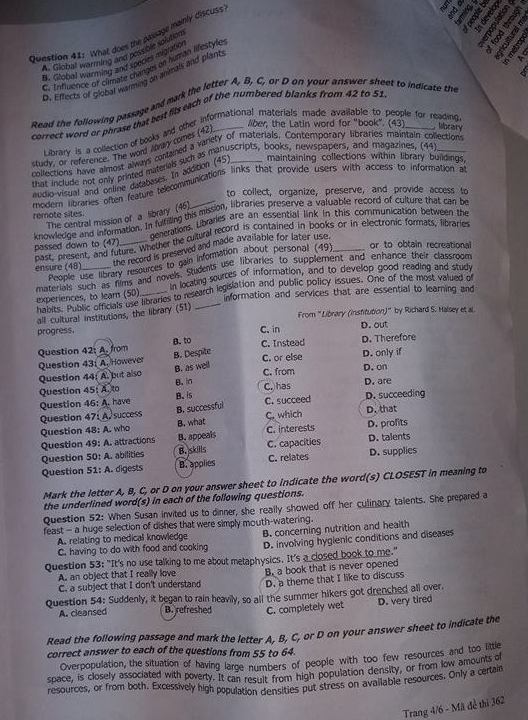 Question 41: What does the passage mainly discuss?
A. Global warming and possible solutions
B. Global warming and species migration
C. Influence of climate changes on human lifestyles
D. Effects of global warming on animals and plants
Read the following passage and mark the letter A, B, C, or D on your answer sheet to indicate the
correct word or phrase that best fits each of the numbered blanks from 42 to 51.
Library is a collection of books and other informational materials made available to people for reading,
study, or reference. The word library comes (42)______ liber, the Latin word for "book". (43)______ library
collections have almost always contained a variety of materials. Contemporary libraries maintain collections
that include not only printed materials such as manuscripts, books, newspapers, and magazines, (44)______
audio-visual and online databases. In addition (45)______ maintaining collections within library buildings,
modern libraries often feature telecommunications links that provide users with access to information at
remote sites.
The central mission of a library (46)______ to collect, organize, preserve, and provide access to
knowledge and information. In fulfilling this mission, libraries preserve a valuable record of culture that can be
passed down to (47)______ generations. Libraries are an essential link in this communication between the
past, present, and future. Whether the cultural record is contained in books or in electronic formats, libraries
ensure (48)______ the record is preserved and made available for later use.
People use library resources to gain information about personal (49)______ or to obtain recreational
materials such as films and novels. Students use libraries to supplement and enhance their classroom
experiences, to learn (50)______ in locating sources of information, and to develop good reading and study
habits. Public officials use libraries to research legislation and public policy issues. One of the most valued of
all cultural institutions, the library (51)______ information and services that are essential to learning and
progress.
From "Library (institution)" by Richard S. Halsey et al.
Question 42: A. from B. to C. in D. out
Question 43: A. However B. Despite C. Instead D. Therefore
Question 44: A. but also B. as well C. or else D. only if
Question 45: A. to B. in C. from D. on
Question 46: A. have B. is C. has D. are
Question 47: A. success B. successful C. succeed D. succeeding
Question 48: A. who B. what C. which D. that
Question 49: A. attractions B. appeals C. interests D. profits
Question 50: A. abilities B. skills C. capacities D. talents
Question 51: A. digests B. applies C. relates D. supplies
Mark the letter A, B, C, or D on your answer sheet to indicate the word(s) CLOSEST in meaning to
the underlined word(s) in each of the following questions.
Question 52: When Susan invited us to dinner, she really showed off her culinary talents. She prepared a
feast – a huge selection of dishes that were simply mouth-watering.
A. relating to medical knowledge B. concerning nutrition and health
C. having to do with food and cooking D. involving hygienic conditions and diseases
Question 53: "It's no use talking to me about metaphysics. It's a closed book to me."
A. an object that I really love B. a book that is never opened
C. a subject that I don't understand D. a theme that I like to discuss
Question 54: Suddenly, it began to rain heavily, so all the summer hikers got drenched all over.
A. cleansed B. refreshed C. completely wet D. very tired
Read the following passage and mark the letter A, B, C, or D on your answer sheet to indicate the
correct answer to each of the questions from 55 to 64.
Overpopulation, the situation of having large numbers of people with too few resources and too little
space, is closely associated with poverty. It can result from high population density, or from low amounts of
resources, or from both. Excessively high population densities put stress on available resources. Only a certain
Trang 4/6 - Mã đề thi 362